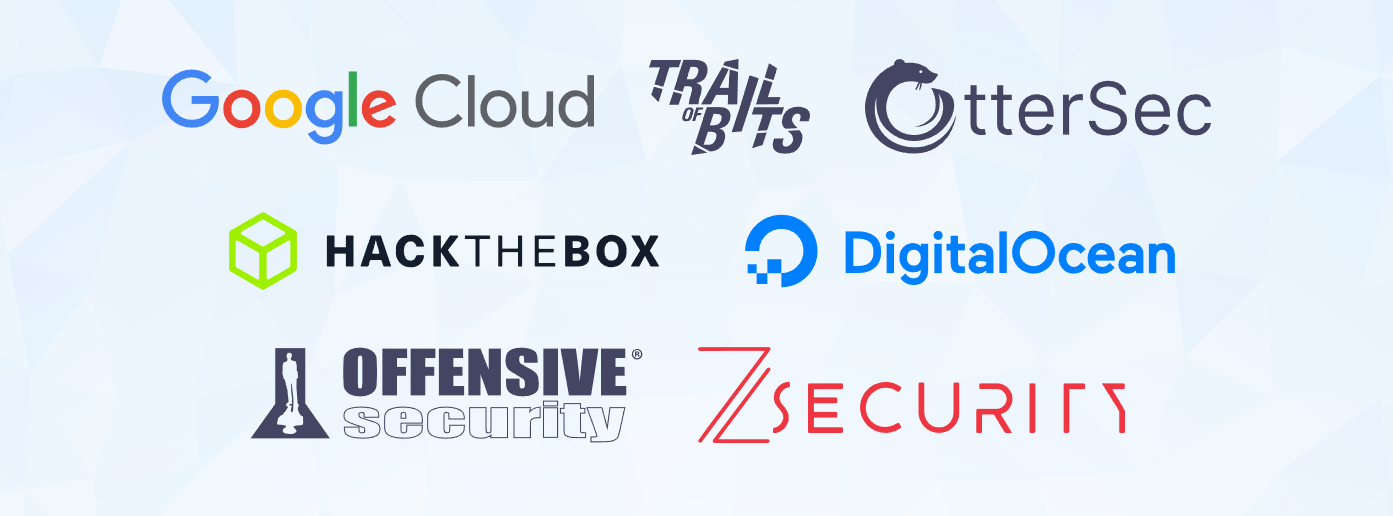 Google Cloud
TRAIL
OF
BITS
OtterSec
HACKTHEBOX
DigitalOcean
OFFENSIVE®
security
ZSECURITY